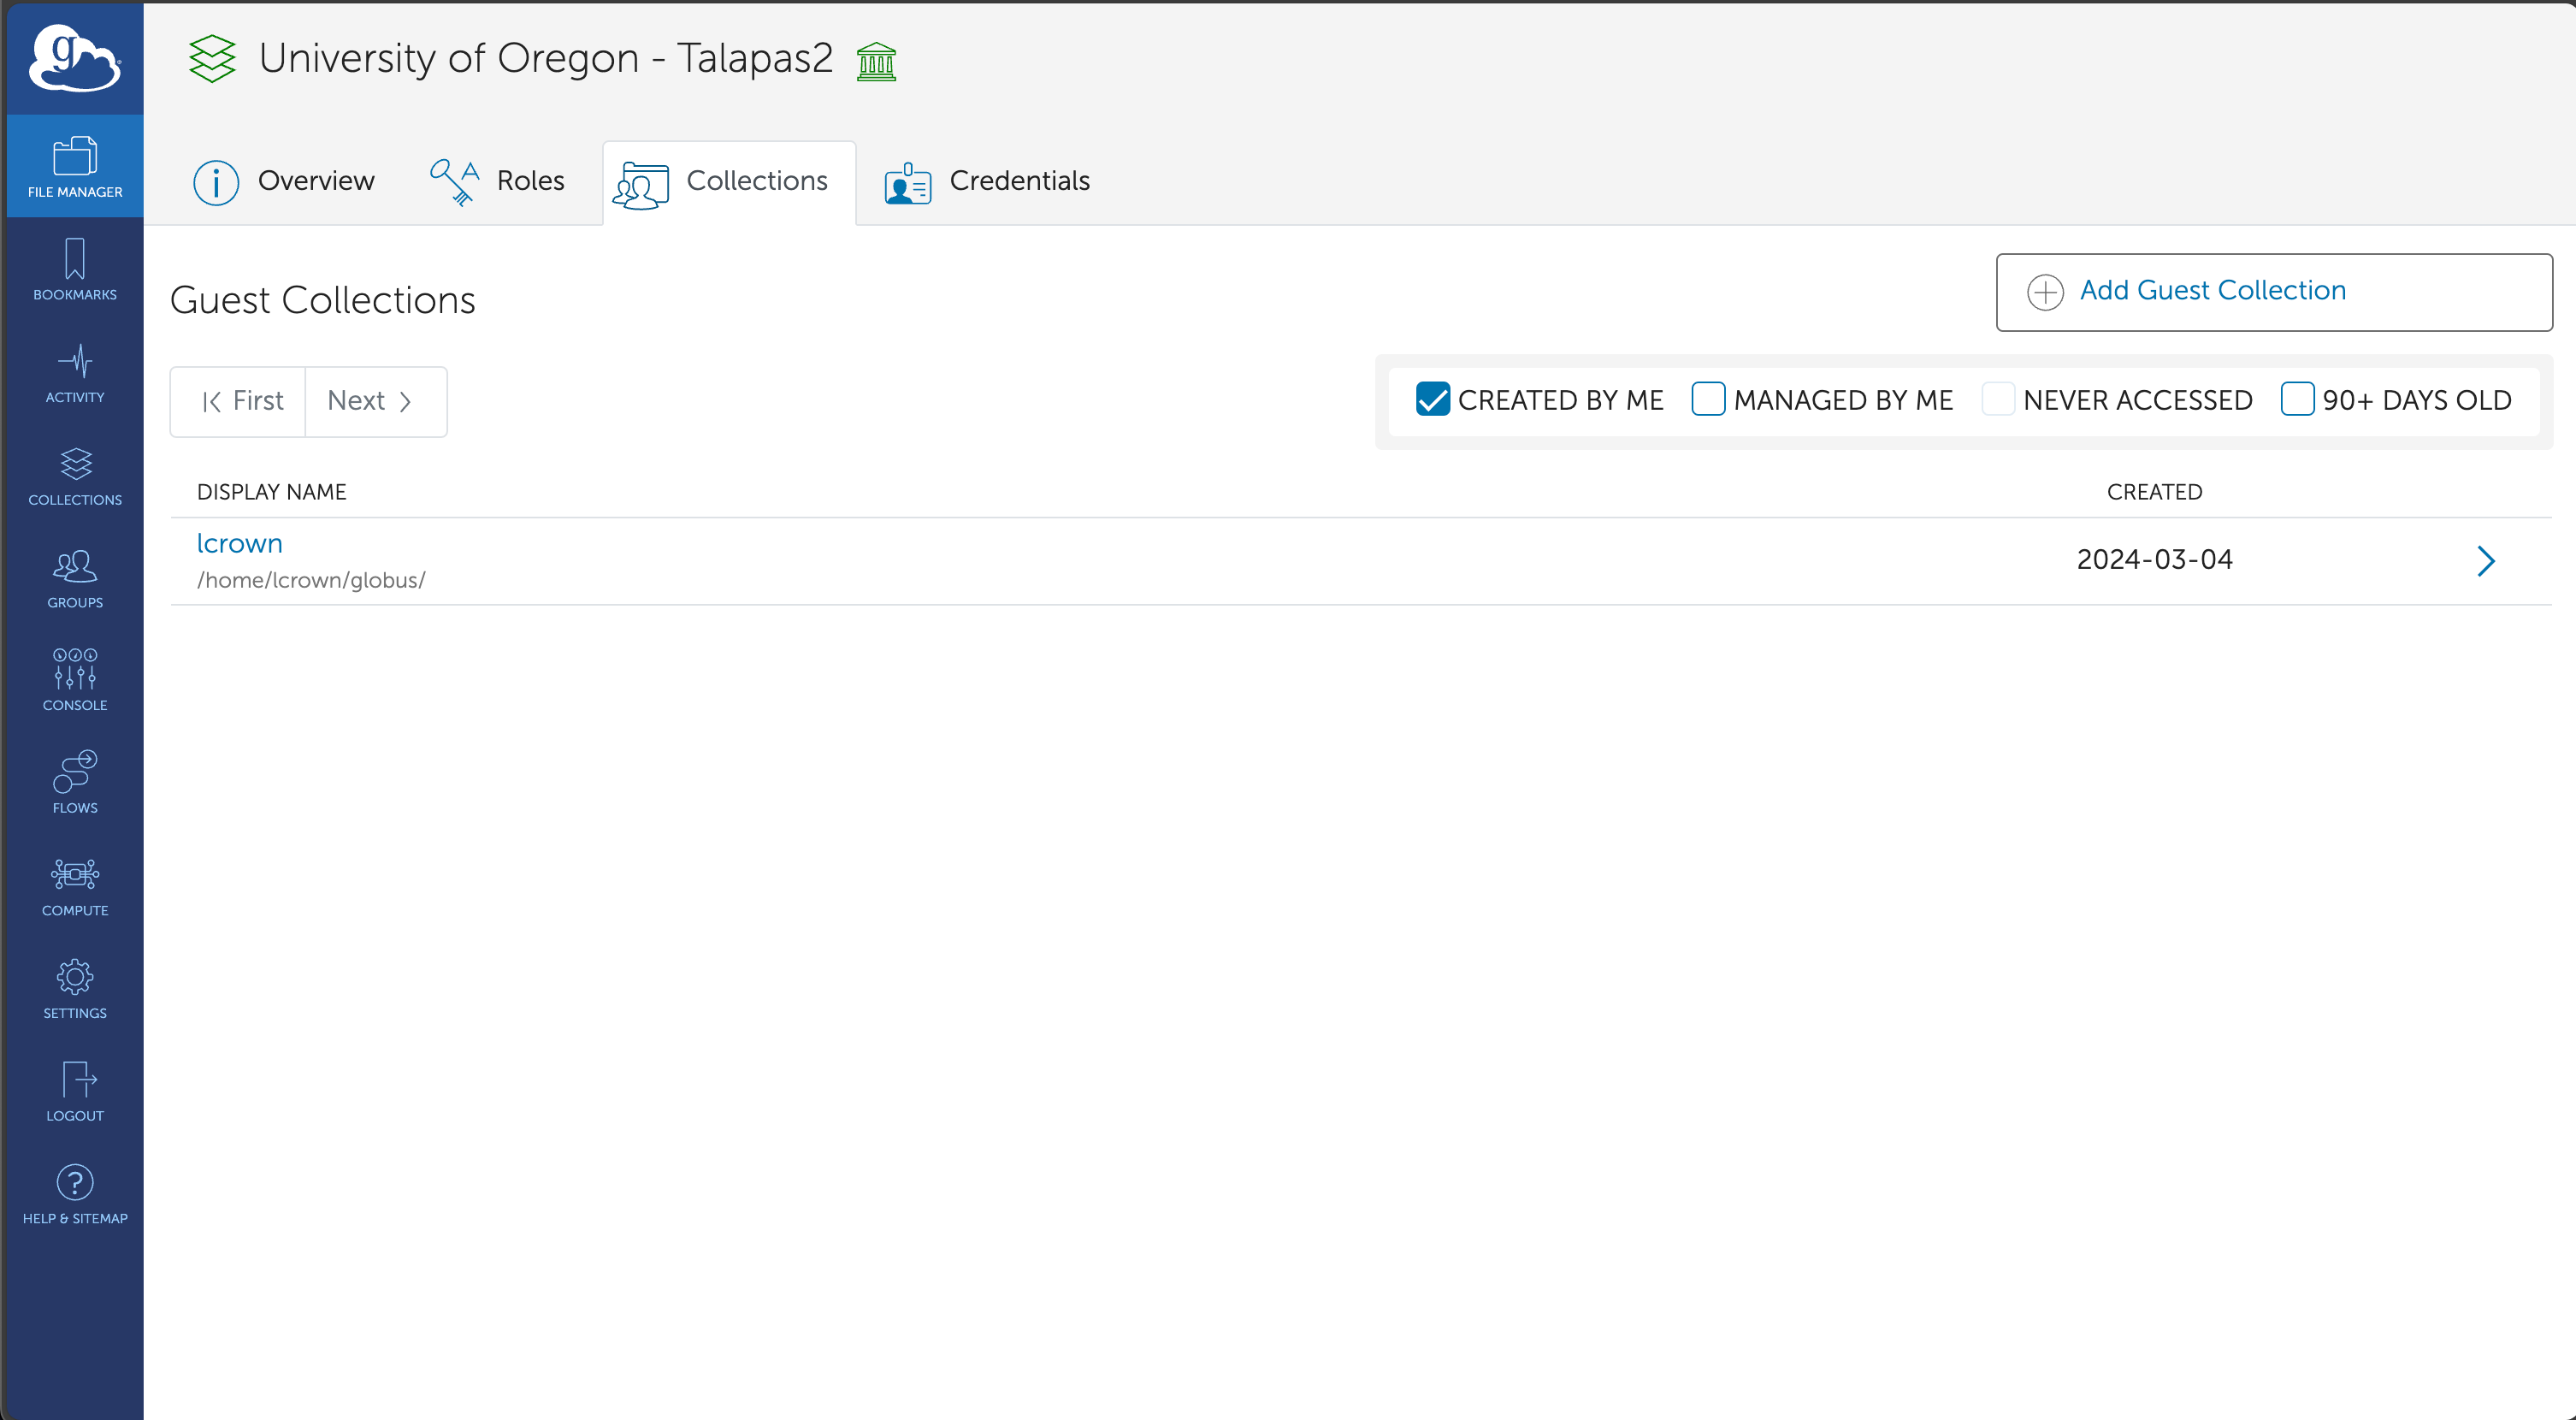 g
University of Oregon - Talapas2
FILE MANAGER
BOOKMARKS
ACTIVITY
COLLECTIONS
GROUPS
CONSOLE
FLOWS
COMPUTE
SETTINGS
LOGOUT
HELP & SITEMAP
Overview
Roles
Collections
Credentials
Guest Collections
Add Guest Collection
First
Next
CREATED BY ME
MANAGED BY ME
NEVER ACCESSED
90+ DAYS OLD
DISPLAY NAME
CREATED
lcrown
/home/lcrown/globus/
2024-03-04